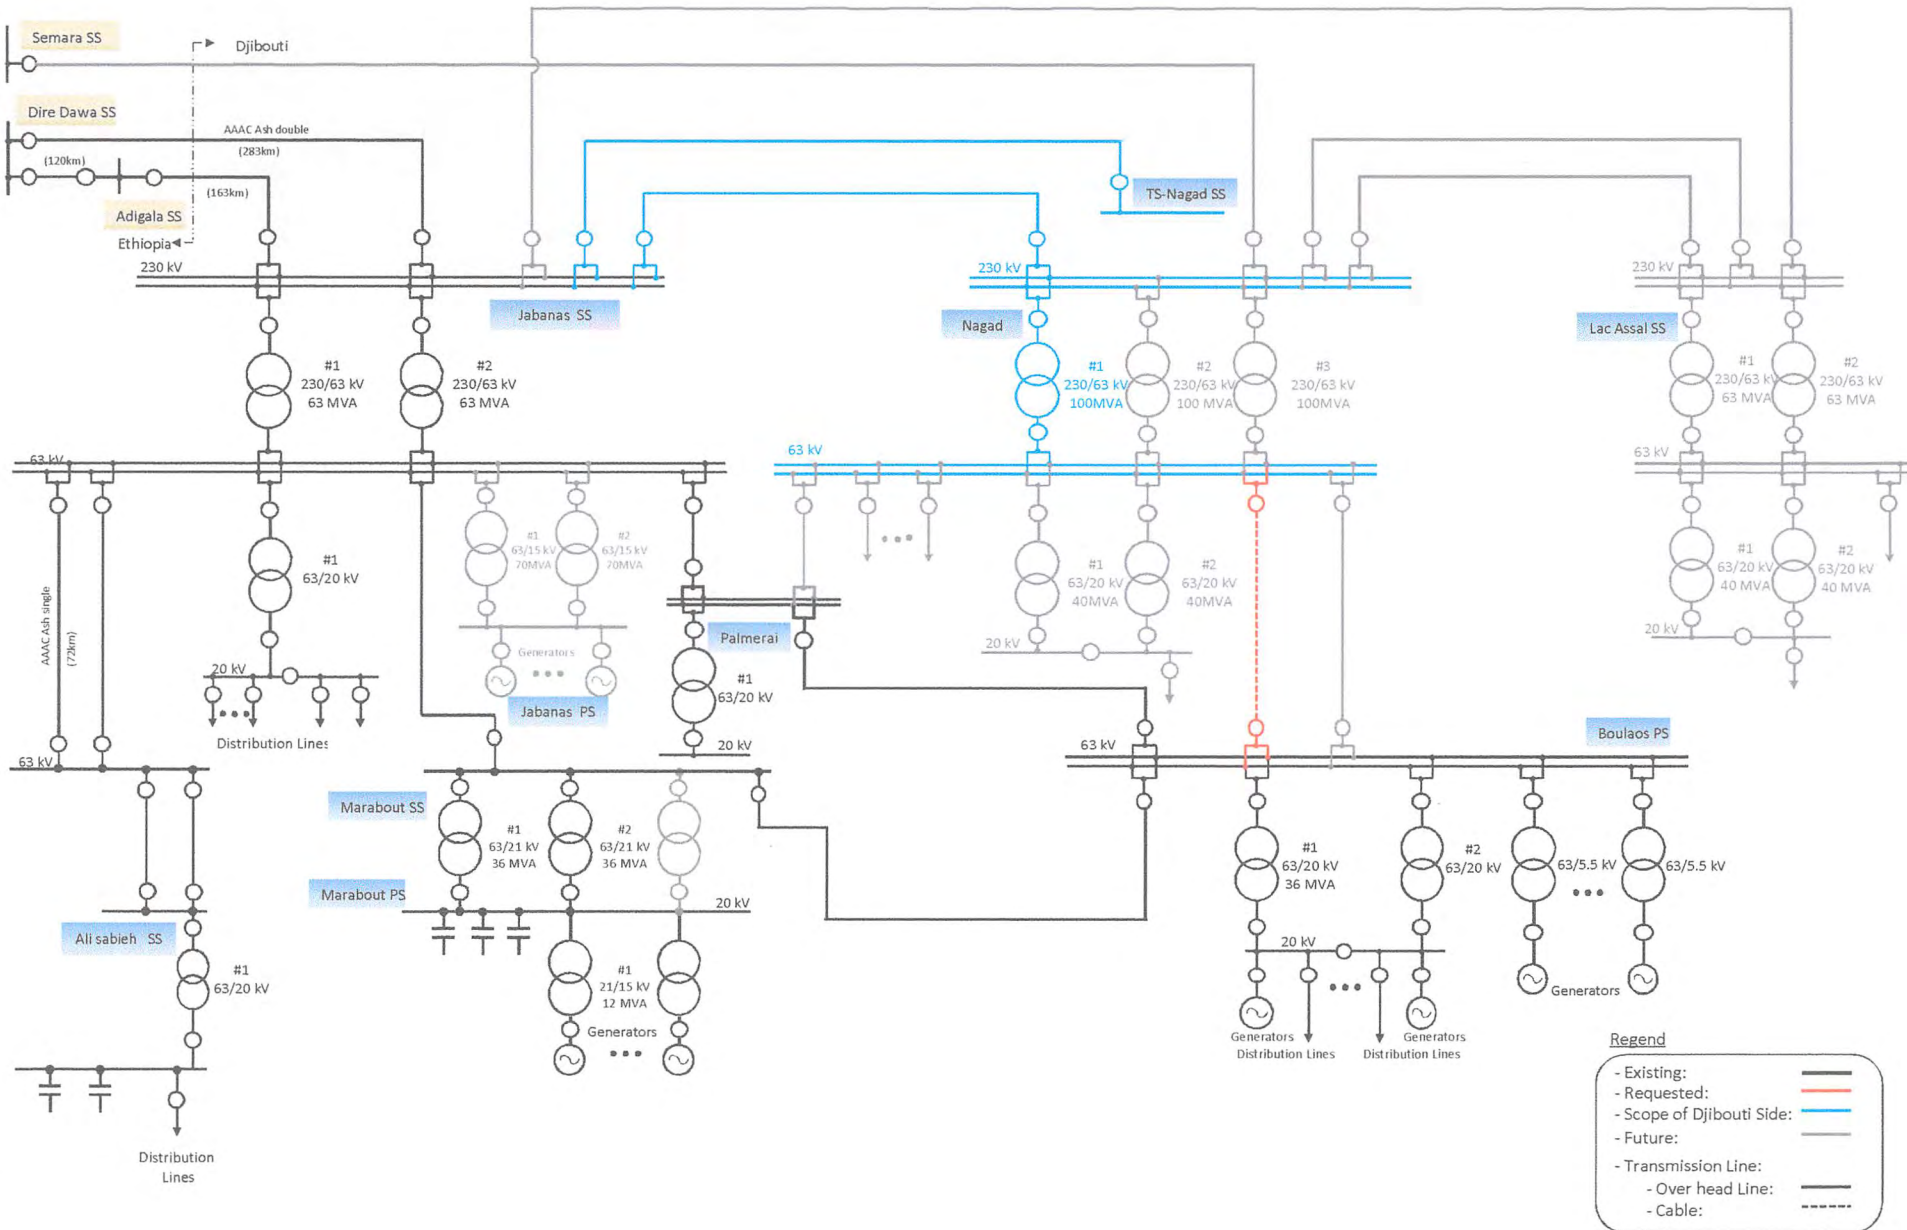 Semara SS
Djibouti
Dire Dawa SS
AAAC Ash double
(283km)
(120km)
(163km)
Adigala SS
Ethiopia
TS-Nagad SS
230 kV
230 kV
230 kV
Jabanas SS
Nagad
Lac Assal SS
#1
230/63 kV
63 MVA
#2
230/63 kV
63 MVA
#1
230/63 kV
100MVA
#2
230/63 kV
100 MVA
#3
230/63 kV
100MVA
#1
230/63 kV
63 MVA
#2
230/63 kV
63 MVA
63 kV
63 kV
63 kV
AAAC Ash single
(72km)
#1
63/20 kV
#1
63/15 kV
70MVA
#2
63/15 kV
70MVA
#1
63/20 kV
40MVA
#2
63/20 kV
40MVA
#1
63/20 kV
40 MVA
#2
63/20 kV
40 MVA
20 kV
20 kV
20 kV
Generators
Jabanas PS
Palmerai
#1
63/20 kV
20 kV
Distribution Lines
63 kV
63 kV
Boulaos PS
Marabout SS
#1
63/21 kV
36 MVA
#2
63/21 kV
36 MVA
Marabout PS
20 kV
#1
63/20 kV
36 MVA
#2
63/20 kV
63/5.5 kV
63/5.5 kV
Ali sabieh SS
#1
63/20 kV
#1
21/15 kV
12 MVA
Generators
20 kV
Generators
Generators
Distribution Lines
Generators
Distribution Lines
Distribution
Lines
Regend
- Existing:
- Requested:
- Scope of Djibouti Side:
- Future:
- Transmission Line:
- Over head Line:
- Cable: